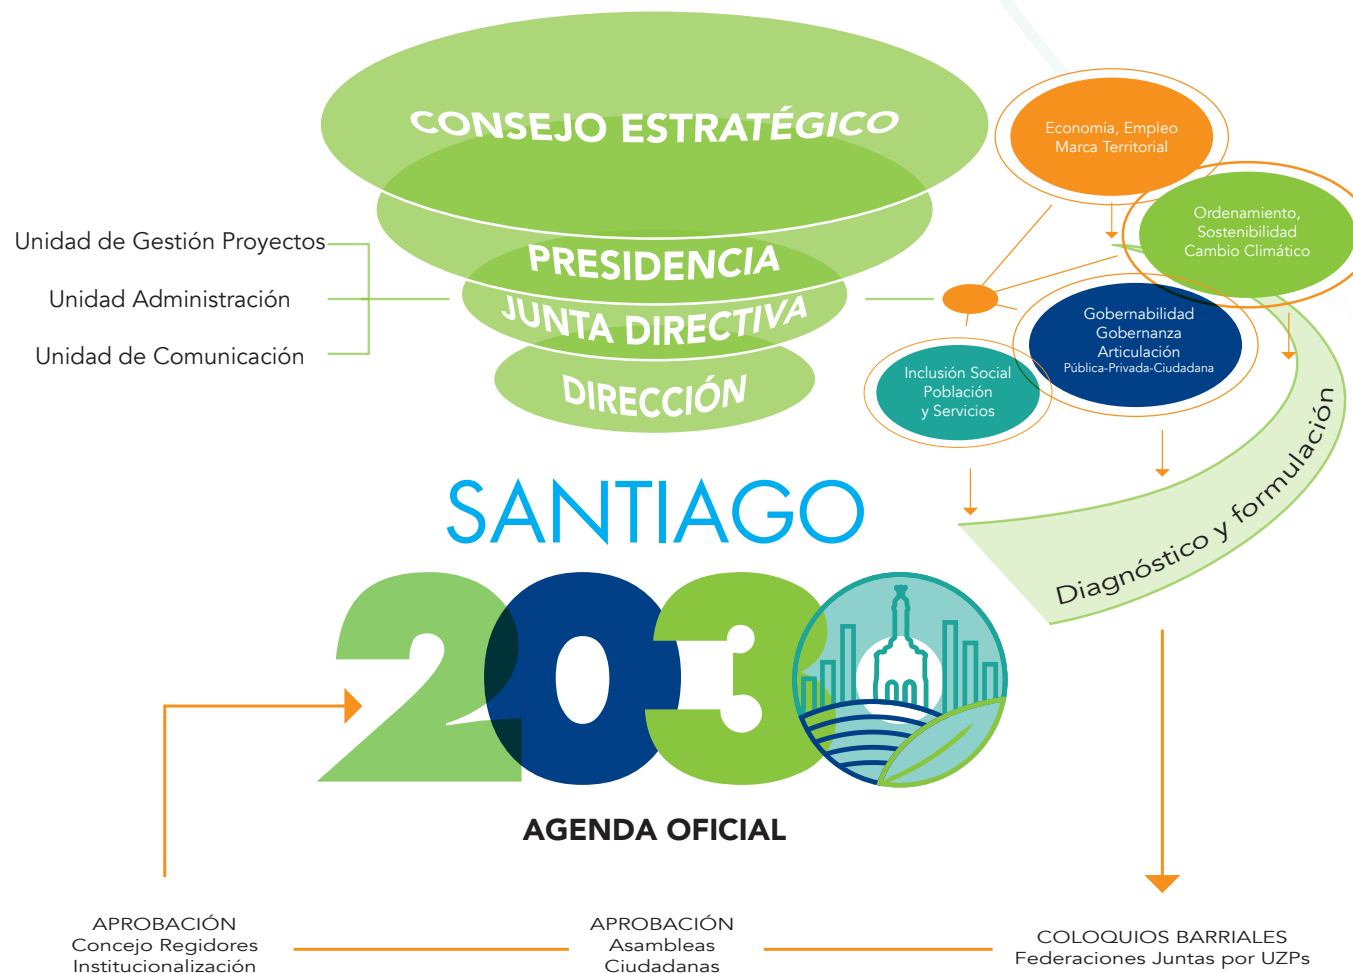 CONSEJO ESTRATÉGICO
PRESIDENCIA
JUNTA DIRECTIVA
DIRECCIÓN
Unidad de Gestión Proyectos
Unidad Administración
Unidad de Comunicación
Economía, Empleo
Marca Territorial
Ordenamiento,
Sostenibilidad
Cambio Climático
Gobernabilidad
Gobernanza
Articulación
Pública-Privada-Ciudadana
Inclusión Social
Población
y Servicios
Diagnóstico y formulación
SANTIAGO
2030
AGENDA OFICIAL
APROBACIÓN
Concejo Regidores
Institucionalización
APROBACIÓN
Asambleas
Ciudadanas
COLOQUIOS BARRIALES
Federaciones Juntas por UZPs